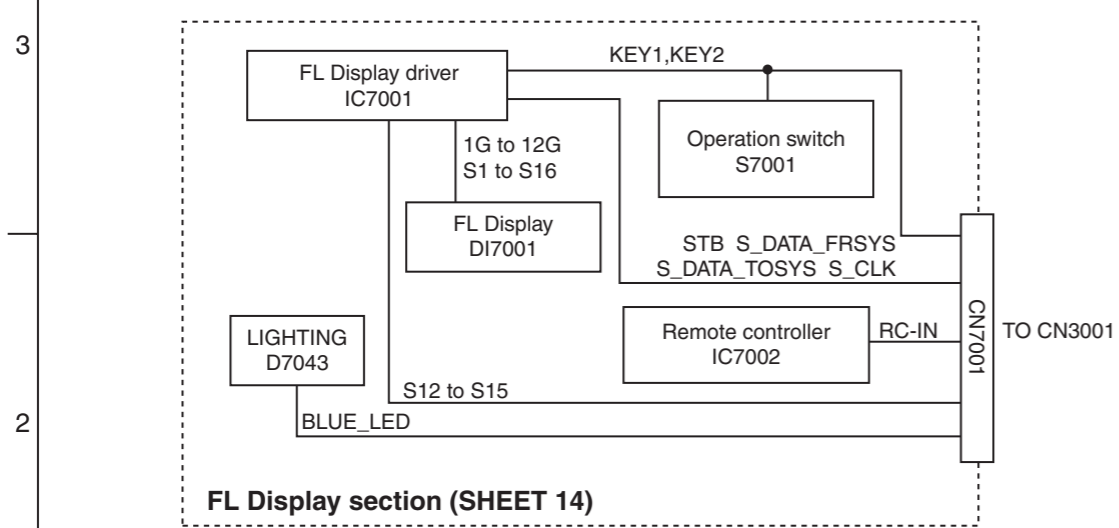 3
FL Display driver
IC7001
KEY1,KEY2
Operation switch
S7001
1G to 12G
S1 to S16
FL Display
DI7001
STB S_DATA_FRSYS
S_DATA_TOSYS S_CLK
CN7001
TO CN3001
LIGHTING
D7043
Remote controller
IC7002
RC-IN
S12 to S15
2
BLUE_LED
FL Display section (SHEET 14)